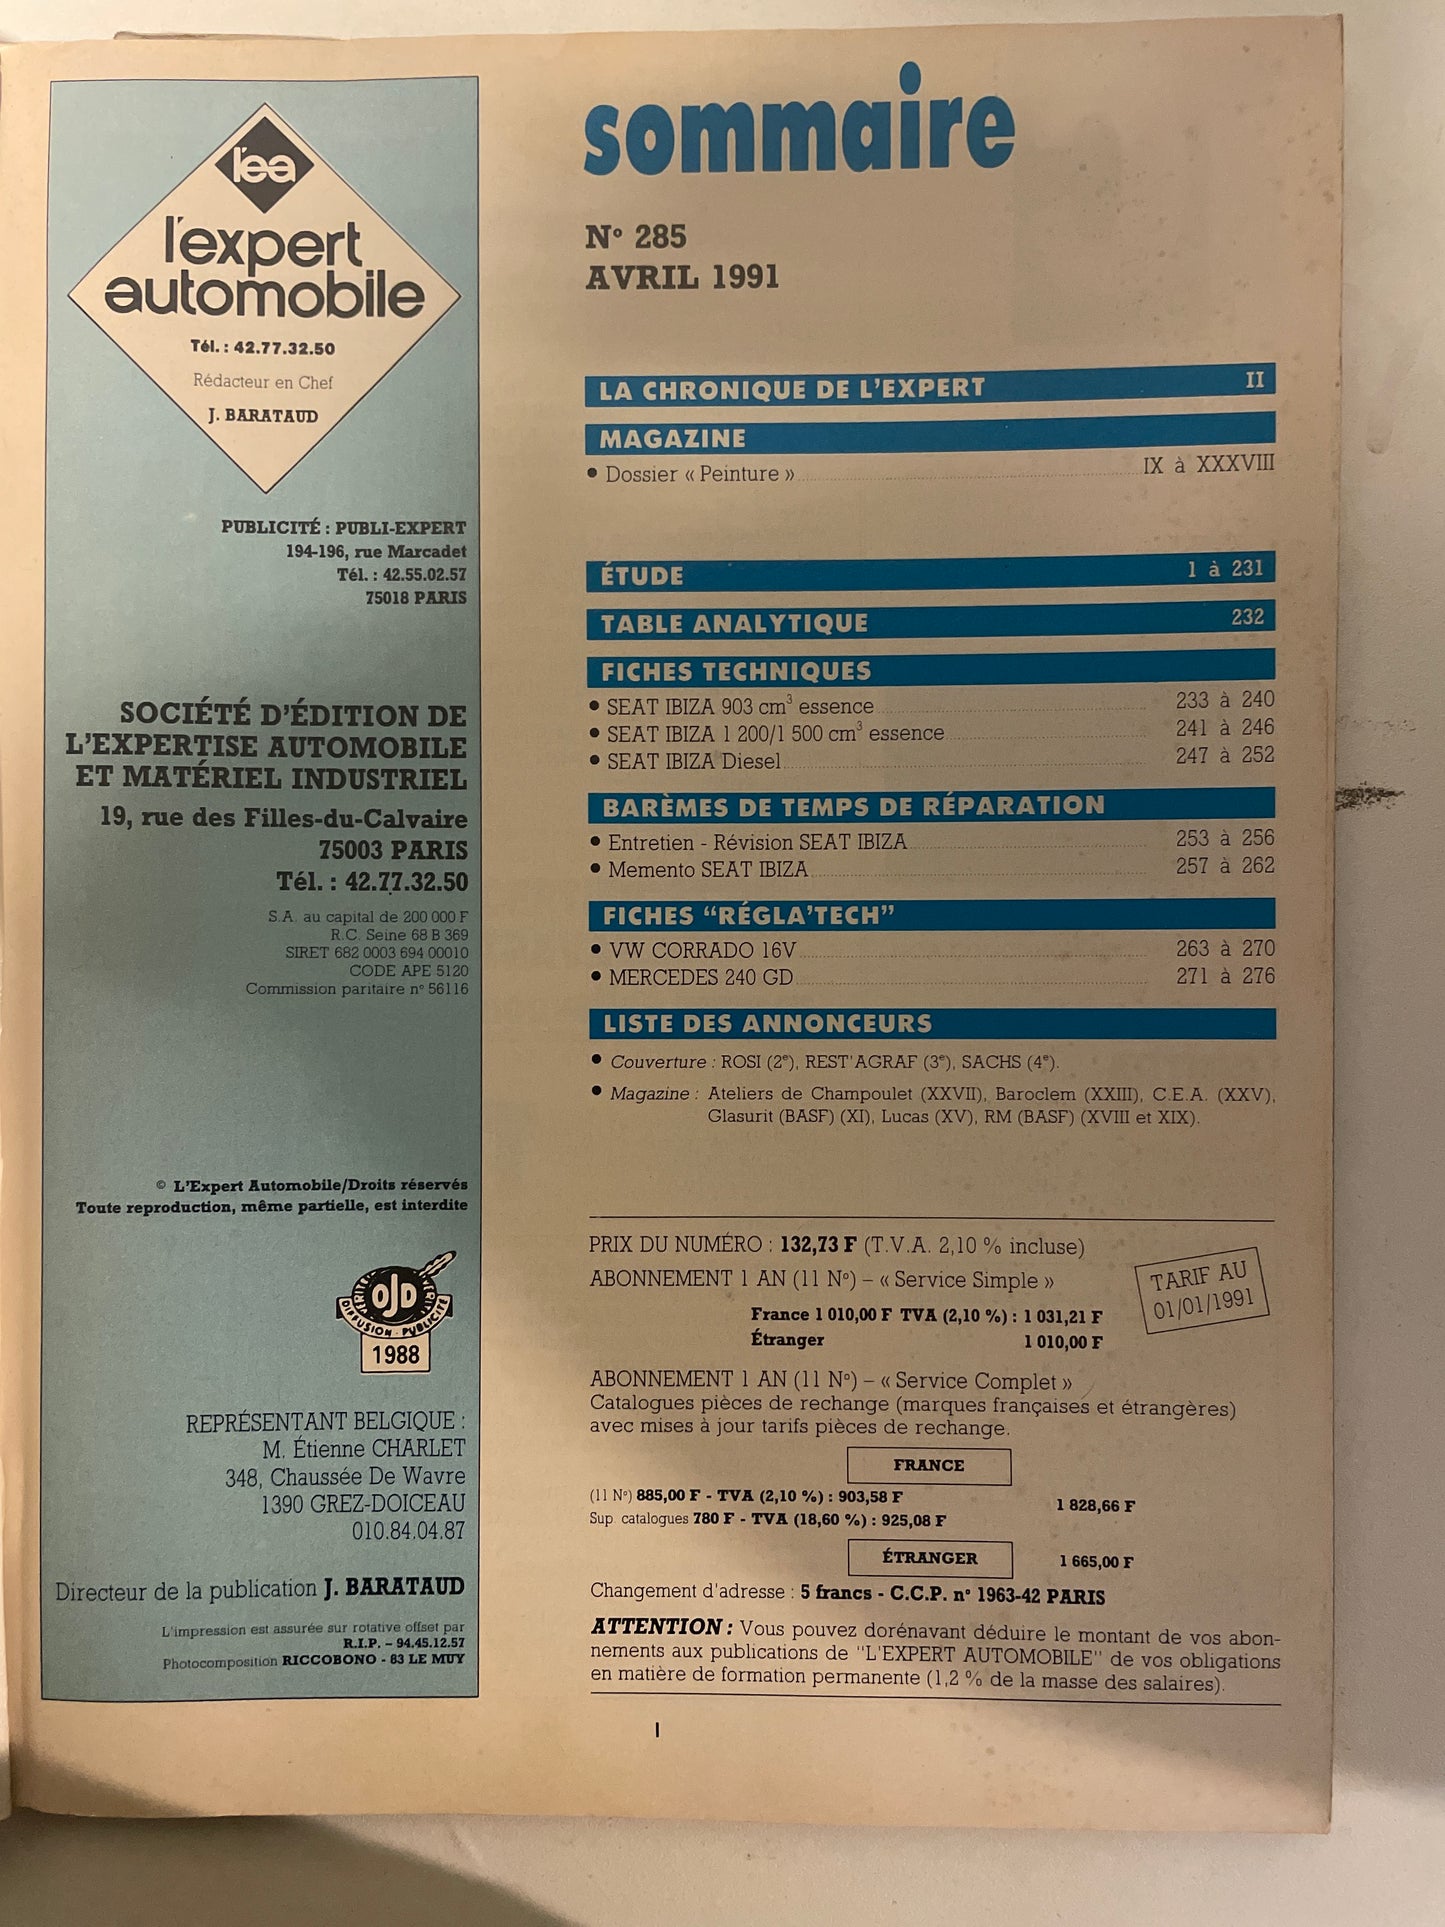 l'ea
l'expert
automobile
Tél. : 42.77.32.50
Rédacteur en Chef
J. BARATAUD
PUBLICITÉ : PUBLI-EXPERT
194-196, rue Marcadet
Tél. : 42.55.02.57
75018 PARIS
SOCIÉTÉ D'ÉDITION DE
L'EXPERTISE AUTOMOBILE
ET MATÉRIEL INDUSTRIEL
19, rue des Filles-du-Calvaire
75003 PARIS
Tél. : 42.77.32.50
S.A. au capital de 200 000 F
R.C. Seine 68 B 369
SIRET 682 0003 694 00010
CODE APE 5120
Commission paritaire n° 56116
© L'Expert Automobile/Droits réservés
Toute reproduction, même partielle, est interdite
OJD
DIFFUSION - PUBLICITE
1988
REPRÉSENTANT BELGIQUE :
M. Étienne CHARLET
348, Chaussée De Wavre
1390 GREZ-DOICEAU
010.84.04.87
Directeur de la publication J. BARATAUD
L'impression est assurée sur rotative offset par
R.I.P. – 94.45.12.57
Photocomposition RICCOBONO - 83 LE MUY
sommaire
N° 285
AVRIL 1991
LA CHRONIQUE DE L'EXPERT II
MAGAZINE
• Dossier « Peinture » IX à XXXVIII
ÉTUDE 1 à 231
TABLE ANALYTIQUE 232
FICHES TECHNIQUES
• SEAT IBIZA 903 cm³ essence 233 à 240
• SEAT IBIZA 1 200/1 500 cm³ essence 241 à 246
• SEAT IBIZA Diesel 247 à 252
BARÈMES DE TEMPS DE RÉPARATION
• Entretien - Révision SEAT IBIZA 253 à 256
• Memento SEAT IBIZA 257 à 262
FICHES "RÉGLA'TECH"
• VW CORRADO 16V 263 à 270
• MERCEDES 240 GD 271 à 276
LISTE DES ANNONCEURS
• Couverture : ROSI (2e), REST'AGRAF (3e), SACHS (4e).
• Magazine : Ateliers de Champoulet (XXVII), Baroclem (XXIII), C.E.A. (XXV),
Glasurit (BASF) (XI), Lucas (XV), RM (BASF) (XVIII et XIX).
PRIX DU NUMÉRO : 132,73 F (T.V.A. 2,10 % incluse)
ABONNEMENT 1 AN (11 N°) – « Service Simple »
TARIF AU
01/01/1991
France 1 010,00 F TVA (2,10 %) : 1 031,21 F
Étranger 1 010,00 F
ABONNEMENT 1 AN (11 N°) – « Service Complet »
Catalogues pièces de rechange (marques françaises et étrangères)
avec mises à jour tarifs pièces de rechange.
FRANCE
(11 N°) 885,00 F - TVA (2,10 %) : 903,58 F
1 828,66 F
Sup. catalogues 780 F - TVA (18,60 %) : 925,08 F
ÉTRANGER 1 665,00 F
Changement d'adresse : 5 francs - C.C.P. n° 1963-42 PARIS
ATTENTION : Vous pouvez dorénavant déduire le montant de vos abon-
nements aux publications de "L'EXPERT AUTOMOBILE" de vos obligations
en matière de formation permanente (1,2 % de la masse des salaires).
I